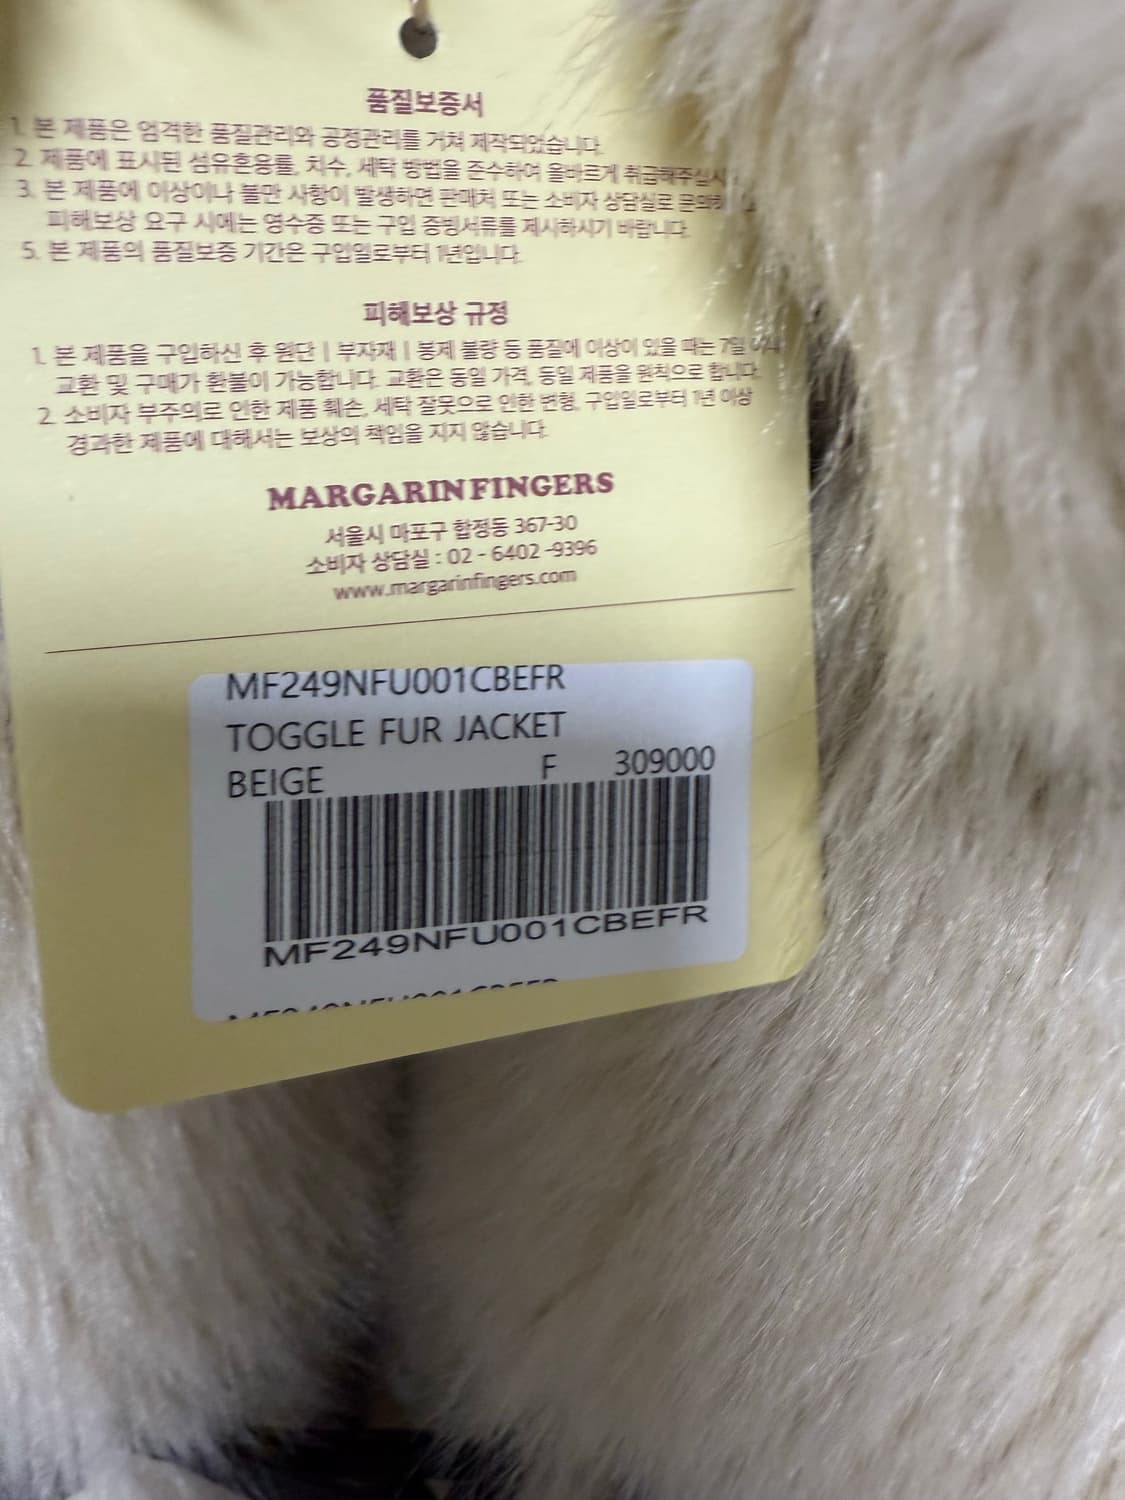 품질보증서
1. 본 제품은 엄격한 품질관리와 공정관리를 거쳐 제작되었습니다.
2. 제품에 표시된 섬유혼용률, 치수, 세탁 방법을 준수하여 올바르게 취급해주십시
3. 본 제품에 이상이나 불만 사항이 발생하면 판매처 또는 소비자 상담실로
피해보상 요구 시에는 영수증 또는 구입 증빙서류를 제시하시기 바랍니다.
5. 본 제품의 품질보증 기간은 구입일로부터 1년입니다.
피해보상 규정
1. 본 제품을 구입하신 후 원단 | 부자재 | 봉제 불량 등 품질에 이상이 있을 때는 7일 이내
교환 및 구매가 환불이 가능합니다. 교환은 동일 가격, 동일 제품을 원칙으로 합니다.
2. 소비자 부주의로 인한 제품 훼손, 세탁 잘못으로 인한 변형, 구입일로부터 1년 이상
경과한 제품에 대해서는 보상의 책임을 지지 않습니다.
MARGARIN FINGERS
서울시 마포구 합정동 367-30
소비자 상담실 : 02 - 6402 -9396
www.margarinfingers.com
MF249NFU001CBEFR
TOGGLE FUR JACKET
BEIGE F 309000
MF249NFU001CBEFR